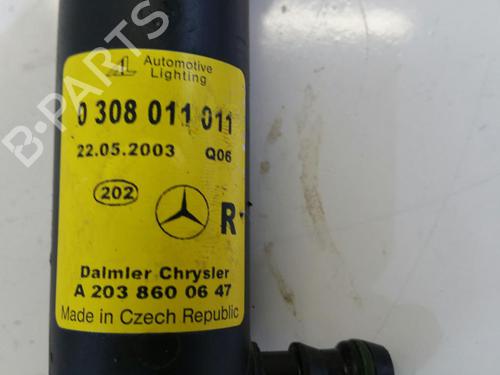 AL Automotive
Lighting
0 308 011 011
22.05.2003 Q06
202
R
Daimler Chrysler
A 203 860 06 47
Made in Czech Republic
B-PARTS